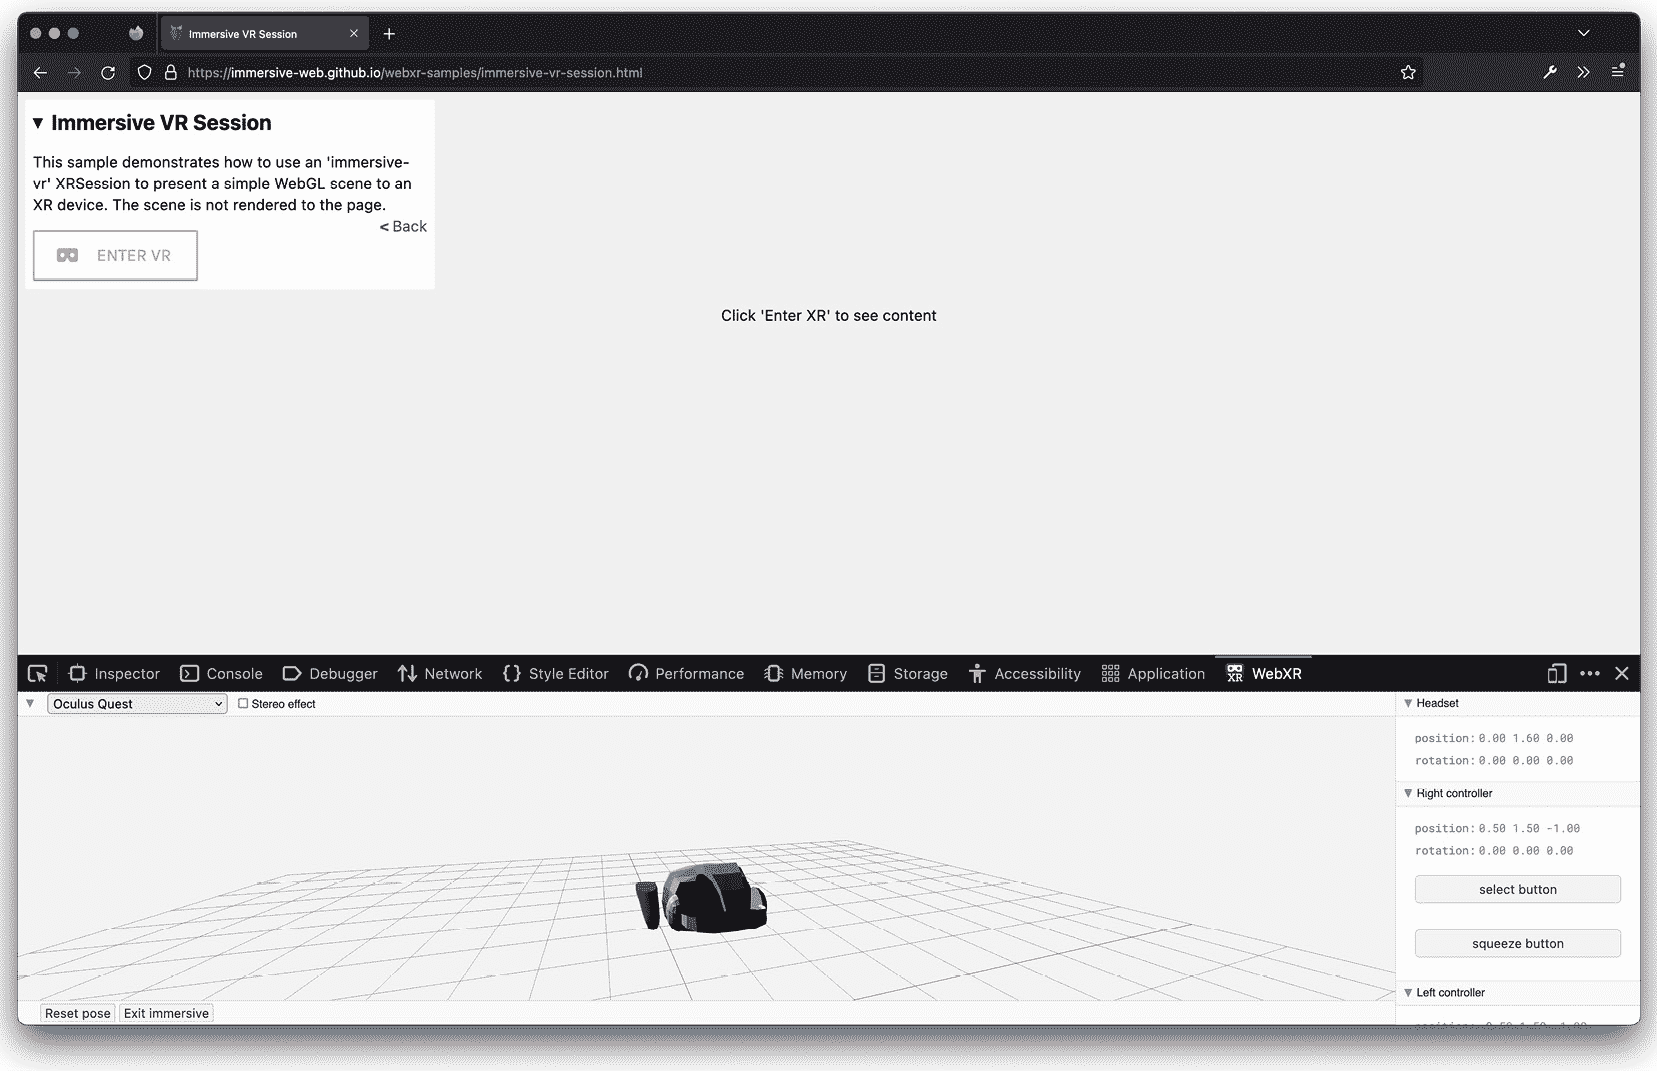 Immersive VR Session
https://immersive-web.github.io/webxr-samples/immersive-vr-session.html
Immersive VR Session
This sample demonstrates how to use an 'immersive-
vr' XRSession to present a simple WebGL scene to an
XR device. The scene is not rendered to the page.
< Back
ENTER VR
Click 'Enter XR' to see content
Inspector Console Debugger Network Style Editor Performance Memory Storage Accessibility Application WebXR
Oculus Quest Stereo effect
Headset
position: 0.00 1.60 0.00
rotation: 0.00 0.00 0.00
Right controller
position: 0.50 1.50 -1.00
rotation: 0.00 0.00 0.00
select button
squeeze button
Left controller
Reset pose Exit immersive